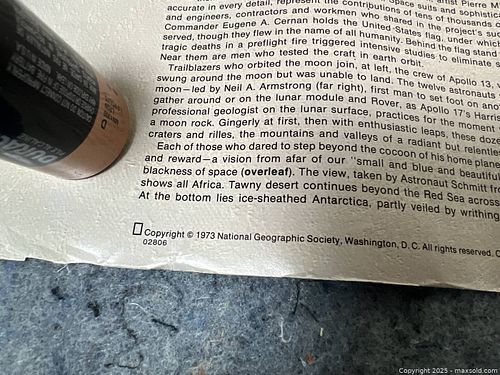 accurate in every detail, represent the contributions of tens of thousands of
and engineers, contractors and workmen who shared in the project's
Commander Eugene A. Cernan holds the United States flag, under which
served, though they flew in the name of all humanity. Behind the flag stand
tragic deaths in a preflight fire triggered intensive studies to eliminate
Near them are men who tested the craft in earth orbit.
Trailblazers who orbited the moon join, at left, the crew of Apollo 13,
swung around the moon but was unable to land. The twelve astronauts
moon—led by Neil A. Armstrong (far right), first man to set foot on
gather around or on the lunar module and Rover, as Apollo 17's Harris
professional geologist on the lunar surface, practices for the moment
a moon rock. Gingerly at first, then with enthusiastic leaps, these
craters and rilles, the mountains and valleys of a radiant but
Each of those who dared to step beyond the cocoon of his home
and reward—a vision from afar of our "small and blue and beautiful
blackness of space (overleaf). The view, taken by Astronaut Schmitt
shows all Africa. Tawny desert continues beyond the Red Sea across
At the bottom lies ice-sheathed Antarctica, partly veiled by writhing
Copyright © 1973 National Geographic Society, Washington, D. C. All rights reserved.
02806
Copyright 2025 - maxsold.com